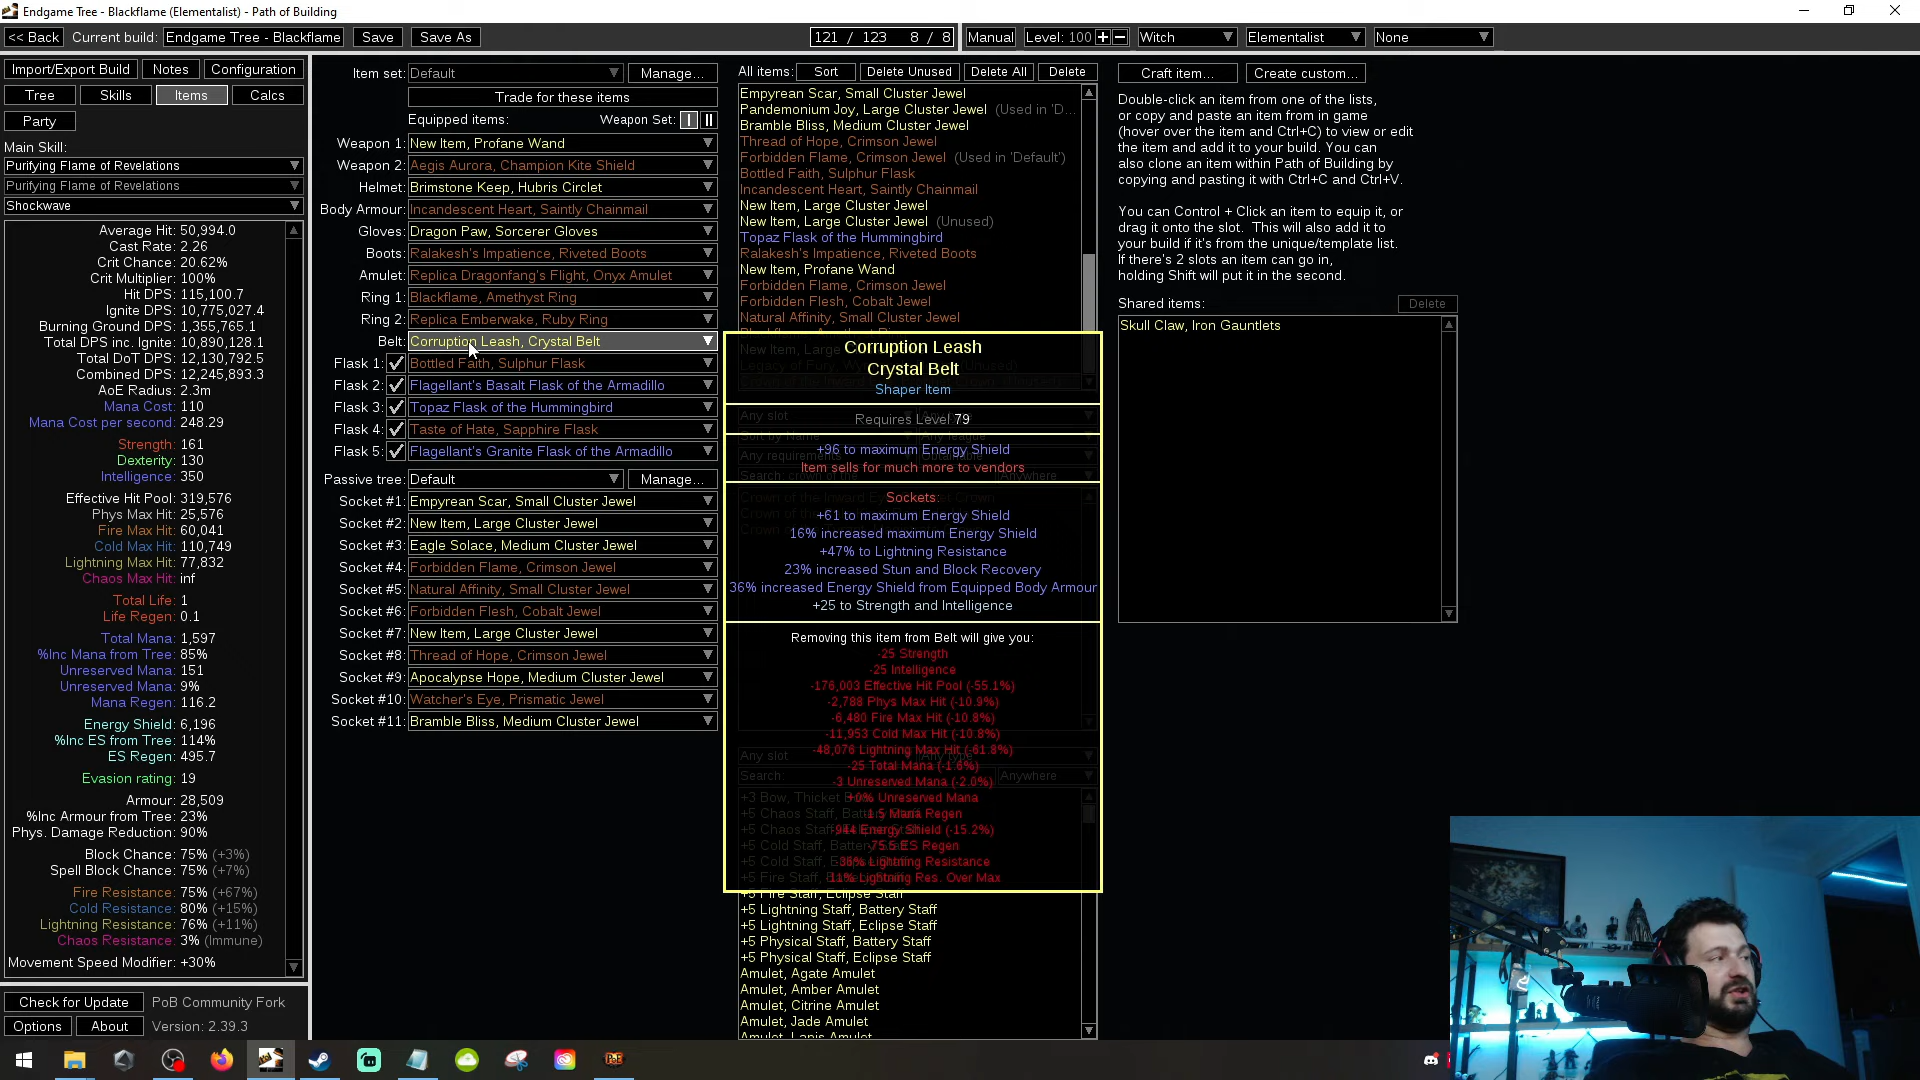 Endgame Tree - Blackflame (Elementalist) - Path of Building
<< Back
Current build:
Endgame Tree - Blackflame
Save
Save As
121 / 123 8 / 8
Manual
Level: 100
Witch
Elementalist
None
Import/Export Build
Notes
Configuration
Tree
Skills
Items
Calcs
Party
Main Skill:
Purifying Flame of Revelations
Purifying Flame of Revelations
Shockwave
Average Hit: 50,994.0
Cast Rate: 2.26
Crit Chance: 20.62%
Crit Multiplier: 100%
Hit DPS: 115,100.7
Ignite DPS: 10,775,027.4
Burning Ground DPS: 1,355,765.1
Total DPS inc. Ignite: 10,890,128.1
Total DoT DPS: 12,130,792.5
Combined DPS: 12,245,893.3
AoE Radius: 2.3m
Mana Cost: 110
Mana Cost per second: 248.29
Strength: 161
Dexterity: 130
Intelligence: 350
Effective Hit Pool: 319,576
Phys Max Hit: 25,576
Fire Max Hit: 60,041
Cold Max Hit: 110,749
Lightning Max Hit: 77,832
Chaos Max Hit: inf
Total Life: 1
Life Regen: 0.1
Total Mana: 1,597
%Inc Mana from Tree: 85%
Unreserved Mana: 151
Unreserved Mana: 9%
Mana Regen: 116.2
Energy Shield: 6,196
%Inc ES from Tree: 114%
ES Regen: 495.7
Evasion rating: 19
Armour: 28,509
%Inc Armour from Tree: 23%
Phys. Damage Reduction: 90%
Block Chance: 75% (+3%)
Spell Block Chance: 75% (+7%)
Fire Resistance: 75% (+67%)
Cold Resistance: 80% (+15%)
Lightning Resistance: 76% (+11%)
Chaos Resistance: 3% (Immune)
Movement Speed Modifier: +30%
Check for Update
PoB Community Fork
Options
About
Version: 2.39.3
Item set: Default
Manage...
Trade for these items
Equipped items:
Weapon Set: I II
Weapon 1: New Item, Profane Wand
Weapon 2: Aegis Aurora, Champion Kite Shield
Helmet: Brimstone Keep, Hubris Circlet
Body Armour: Incandescent Heart, Saintly Chainmail
Gloves: Dragon Paw, Sorcerer Gloves
Boots: Ralakesh's Impatience, Riveted Boots
Amulet: Replica Dragonfang's Flight, Onyx Amulet
Ring 1: Blackflame, Amethyst Ring
Ring 2: Replica Emberwake, Ruby Ring
Belt: Corruption Leash, Crystal Belt
Flask 1: Bottled Faith, Sulphur Flask
Flask 2: Flagellant's Basalt Flask of the Armadillo
Flask 3: Topaz Flask of the Hummingbird
Flask 4: Taste of Hate, Sapphire Flask
Flask 5: Flagellant's Granite Flask of the Armadillo
Passive tree: Default
Manage...
Socket #1: Empyrean Scar, Small Cluster Jewel
Socket #2: New Item, Large Cluster Jewel
Socket #3: Eagle Solace, Medium Cluster Jewel
Socket #4: Forbidden Flame, Crimson Jewel
Socket #5: Natural Affinity, Small Cluster Jewel
Socket #6: Forbidden Flesh, Cobalt Jewel
Socket #7: New Item, Large Cluster Jewel
Socket #8: Thread of Hope, Crimson Jewel
Socket #9: Apocalypse Hope, Medium Cluster Jewel
Socket #10: Watcher's Eye, Prismatic Jewel
Socket #11: Bramble Bliss, Medium Cluster Jewel
All items:
Sort
Delete Unused
Delete All
Delete
Empyrean Scar, Small Cluster Jewel
Pandemonium Joy, Large Cluster Jewel (Used in 'D...
Bramble Bliss, Medium Cluster Jewel
Thread of Hope, Crimson Jewel
Forbidden Flame, Crimson Jewel (Used in 'Default')
Bottled Faith, Sulphur Flask
Incandescent Heart, Saintly Chainmail
New Item, Large Cluster Jewel
New Item, Large Cluster Jewel (Unused)
Topaz Flask of the Hummingbird
Ralakesh's Impatience, Riveted Boots
New Item, Profane Wand
Forbidden Flame, Crimson Jewel
Forbidden Flesh, Cobalt Jewel
Natural Affinity, Small Cluster Jewel
Corruption Leash
Crystal Belt
Shaper Item
Requires Level 79
+96 to maximum Energy Shield
Item sells for much more to vendors
Sockets:
+61 to maximum Energy Shield
16% increased maximum Energy Shield
+47% to Lightning Resistance
23% increased Stun and Block Recovery
36% increased Energy Shield from Equipped Body Armour
+25 to Strength and Intelligence
Removing this item from Belt will give you:
-25 Strength
-25 Intelligence
-176,003 Effective Hit Pool (-55.1%)
-2,788 Phys Max Hit (-10.9%)
-6,480 Fire Max Hit (-10.8%)
-11,953 Cold Max Hit (-10.8%)
-48,076 Lightning Max Hit (-61.8%)
-25 Total Mana (-1.6%)
-3 Unreserved Mana (-2.0%)
+0% Unreserved Mana
-1.5 Mana Regen
-944 Energy Shield (-15.2%)
-75.5 ES Regen
Lightning Resistance
Lightning Res. Over Max
+5 Fire Staff, Eclipse Staff
+5 Lightning Staff, Battery Staff
+5 Lightning Staff, Eclipse Staff
+5 Physical Staff, Battery Staff
+5 Physical Staff, Eclipse Staff
Amulet, Agate Amulet
Amulet, Amber Amulet
Amulet, Citrine Amulet
Amulet, Jade Amulet
Amulet, Lapis Amulet
Craft item...
Create custom...
Double-click an item from one of the lists,
or copy and paste an item from in game
(hover over the item and Ctrl+C) to view or edit
the item and add it to your build. You can
also clone an item within Path of Building by
copying and pasting it with Ctrl+C and Ctrl+V.
You can Control + Click an item to equip it, or
drag it onto the slot. This will also add it to
your build if it's from the unique/template list.
If there's 2 slots an item can go in,
holding Shift will put it in the second.
Shared items:
Delete
Skull Claw, Iron Gauntlets